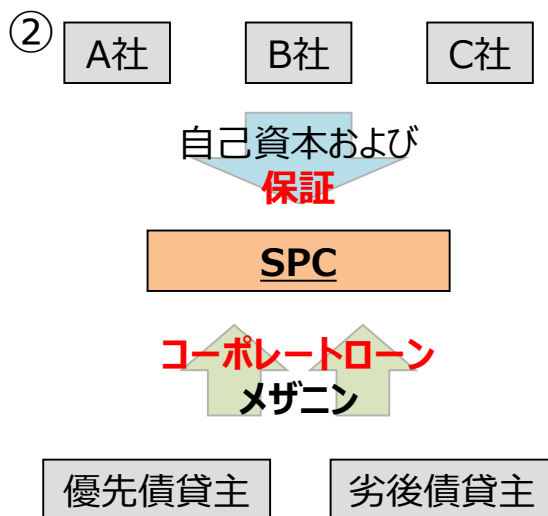 ②
A社 B社 C社
自己資本および
保証
SPC
コーポレートローン
メザニン
優先債貸主 劣後債貸主